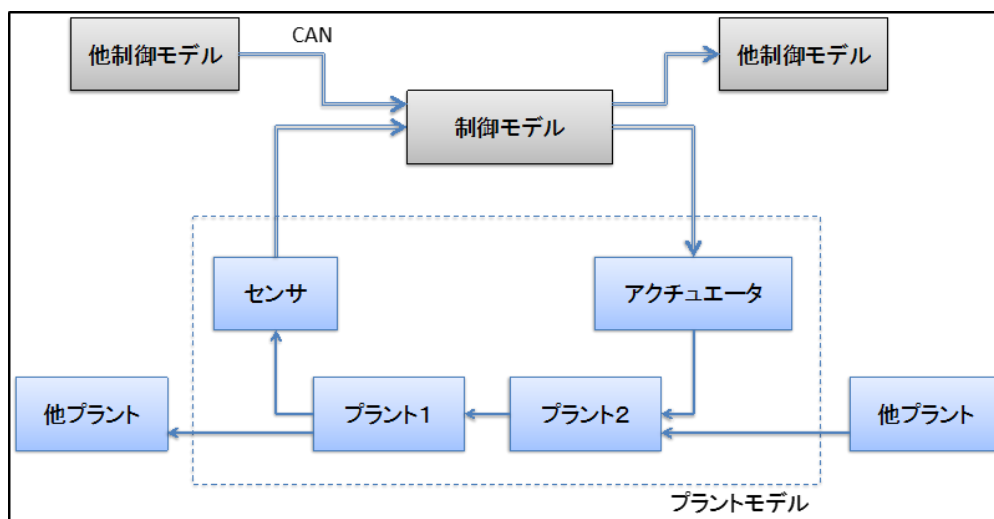 CAN
他制御モデル
他制御モデル
制御モデル
センサ
アクチュエータ
他プラント
プラント1
プラント2
他プラント
プラントモデル